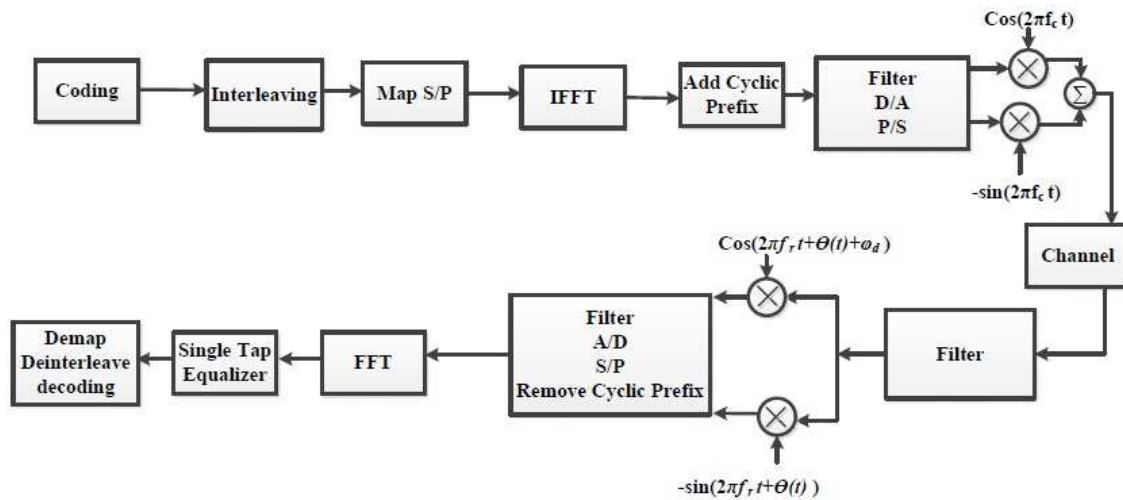 Cos(2πf_c t)
Coding
Interleaving
Map S/P
IFFT
Add Cyclic
Prefix
Filter
D/A
P/S
Σ
-sin(2πf_c t)
Channel
Cos(2πf_r t+Θ(t)+φ_d )
Demap
Deinterleave
decoding
Single Tap
Equalizer
FFT
Filter
A/D
S/P
Remove Cyclic Prefix
Filter
-sin(2πf_r t+Θ(t) )